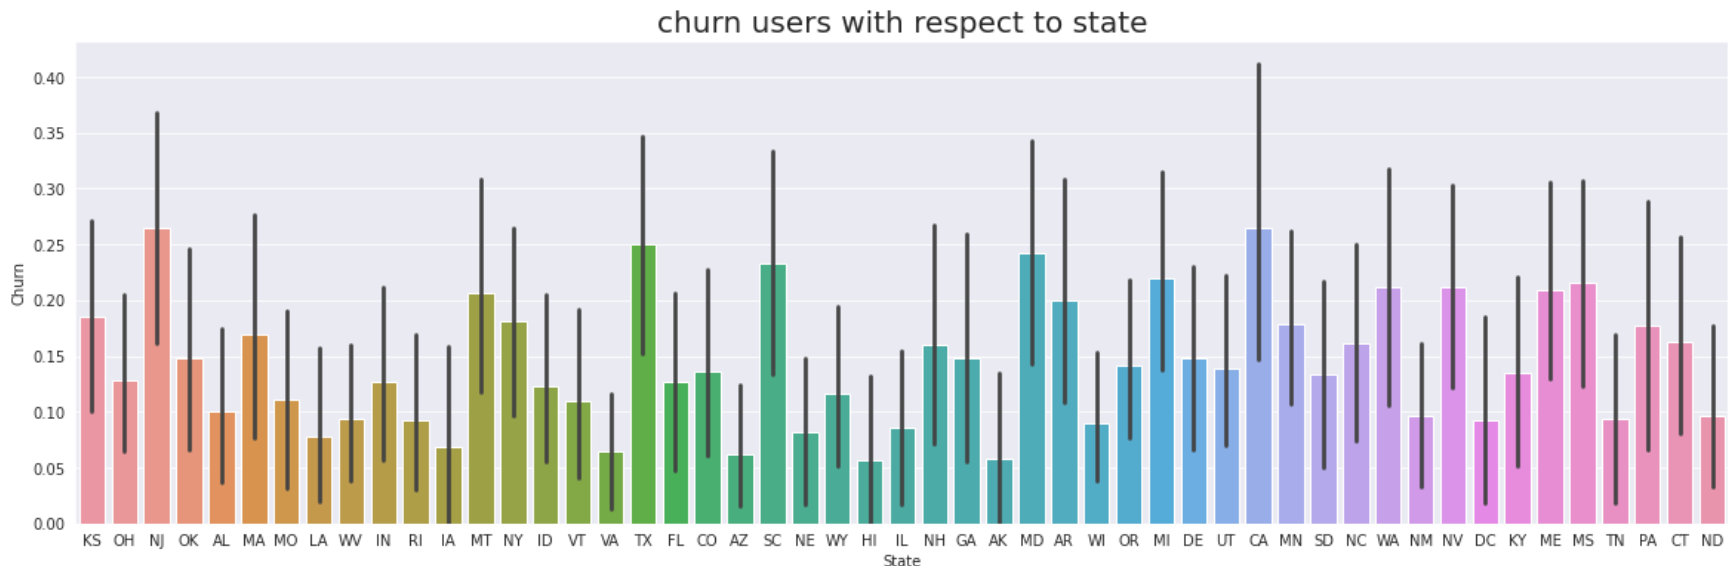 churn users with respect to state
0.40
0.35
0.30
0.25
0.20
0.15
0.10
0.05
0.00
Churn
KS OH NJ OK AL MA MO LA WV IN RI IA MT NY ID VT VA TX FL CO AZ SC NE WY HI IL NH GA AK MD AR WI OR MI DE UT CA MN SD NC WA NM NV DC KY ME MS TN PA CT ND
State